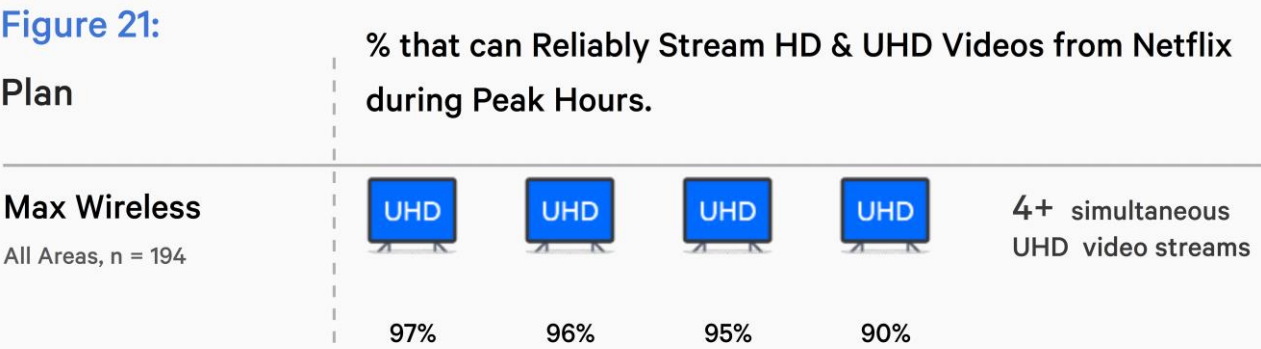 Figure 21:
Plan
% that can Reliably Stream HD & UHD Videos from Netflix
during Peak Hours.
Max Wireless
All Areas, n = 194
UHD UHD UHD UHD
4+ simultaneous
UHD video streams
97% 96% 95% 90%